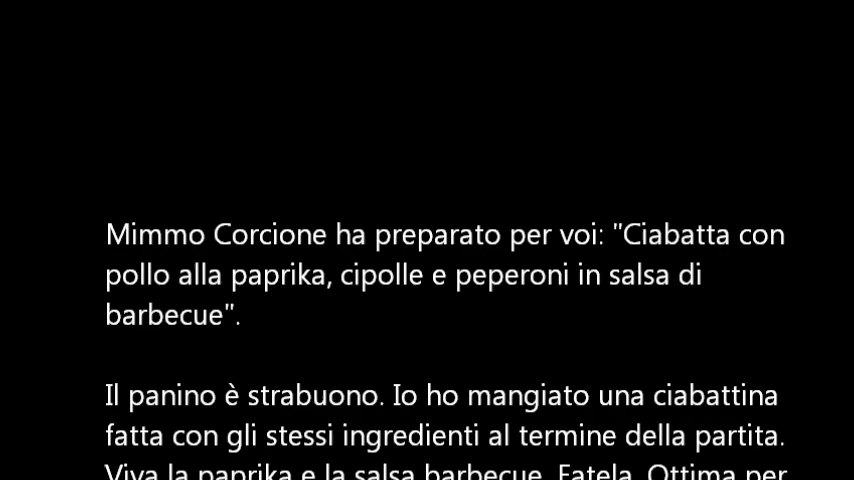 Mimmo Corcione ha preparato per voi: "Ciabatta con
pollo alla paprika, cipolle e peperoni in salsa di
barbecue".
Il panino è strabuono. Io ho mangiato una ciabattina
fatta con gli stessi ingredienti al termine della partita.
Viva la paprika e la salsa barbecue. Fatela. Ottima per